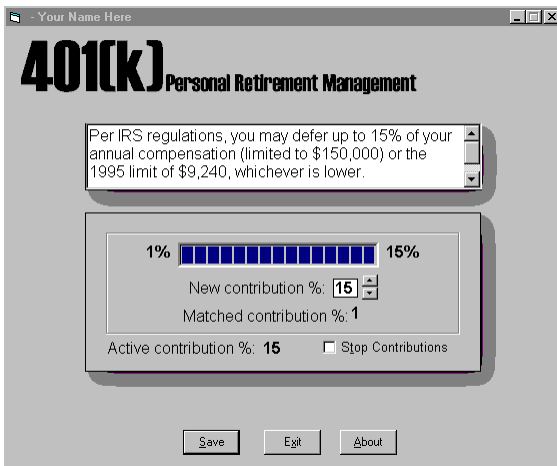 - Your Name Here
401(k) Personal Retirement Management
Per IRS regulations, you may defer up to 15% of your
annual compensation (limited to $150,000) or the
1995 limit of $9,240, whichever is lower.
1% 15%
New contribution %: 15
Matched contribution %: 1
Active contribution %: 15 Stop Contributions
Save Exit About